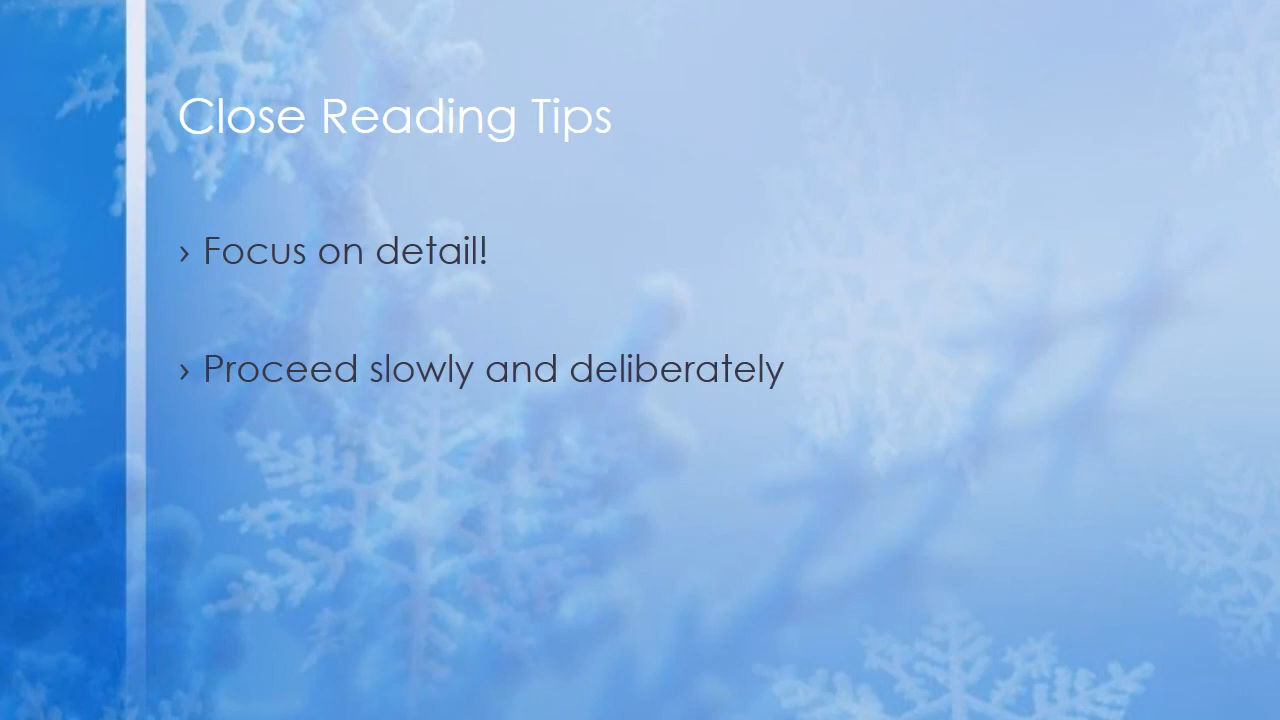 Close Reading Tips
› Focus on detail!
› Proceed slowly and deliberately